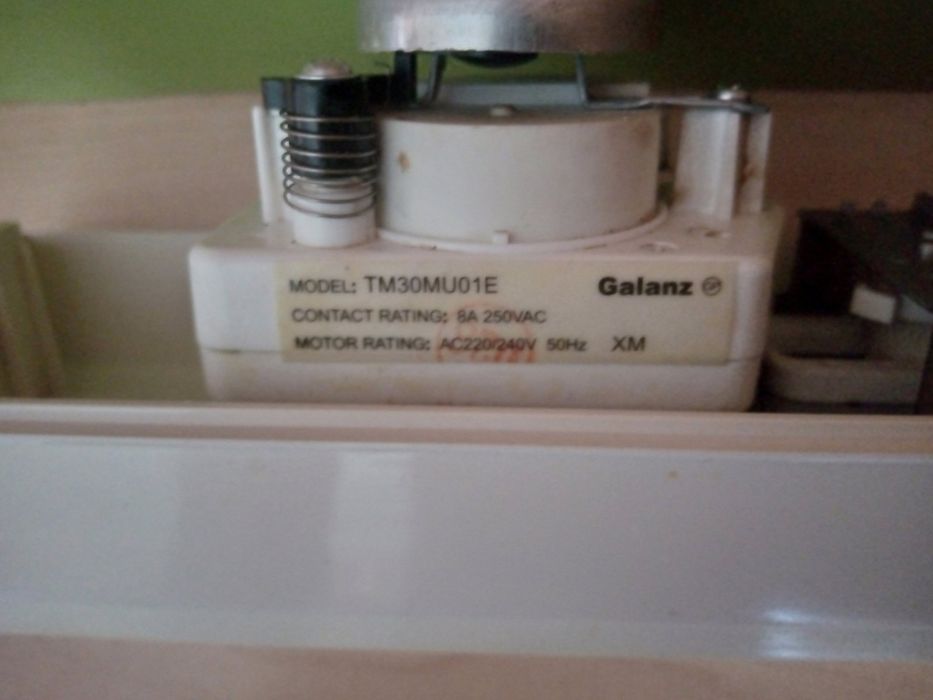 MODEL: TM30MU01E Galanz
CONTACT RATING: 8A 250VAC
MOTOR RATING: AC220/240V 50Hz XM